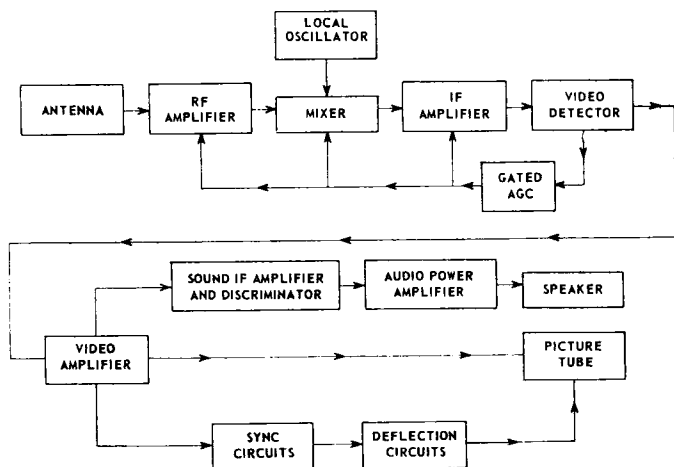 LOCAL
OSCILLATOR
ANTENNA
RF
AMPLIFIER
MIXER
IF
AMPLIFIER
VIDEO
DETECTOR
GATED
AGC
SOUND IF AMPLIFIER
AND DISCRIMINATOR
AUDIO POWER
AMPLIFIER
SPEAKER
VIDEO
AMPLIFIER
PICTURE
TUBE
SYNC
CIRCUITS
DEFLECTION
CIRCUITS